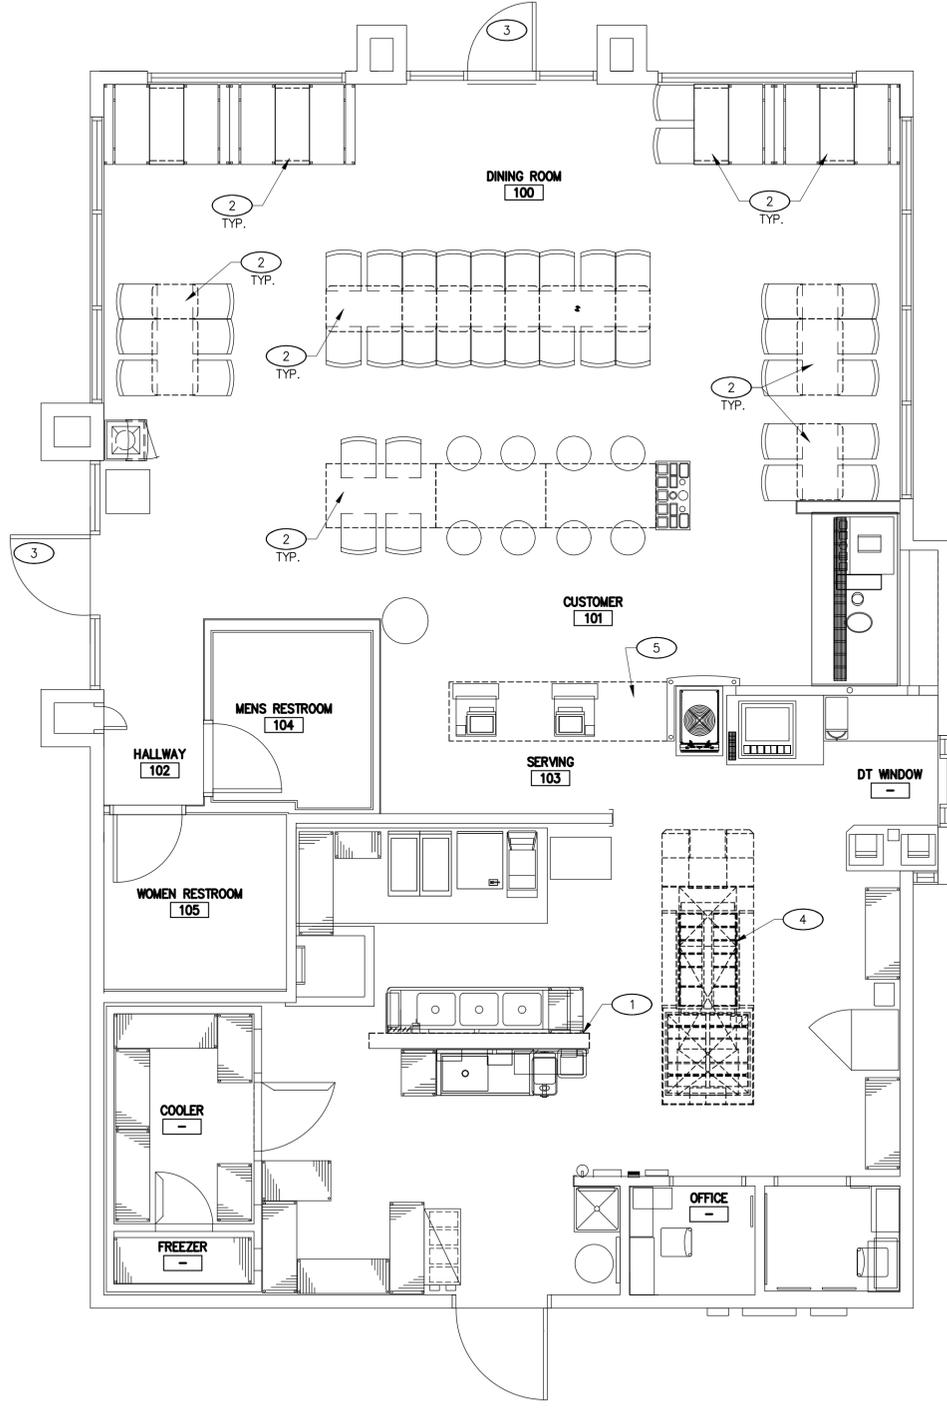 3
DINING ROOM
100
2
TYP.
2
TYP.
2
TYP.
2
TYP.
2
TYP.
2
TYP.
3
CUSTOMER
101
5
MENS RESTROOM
104
HALLWAY
102
SERVING
103
DT WINDOW
-
WOMEN RESTROOM
105
4
1
COOLER
-
OFFICE
-
FREEZER
-